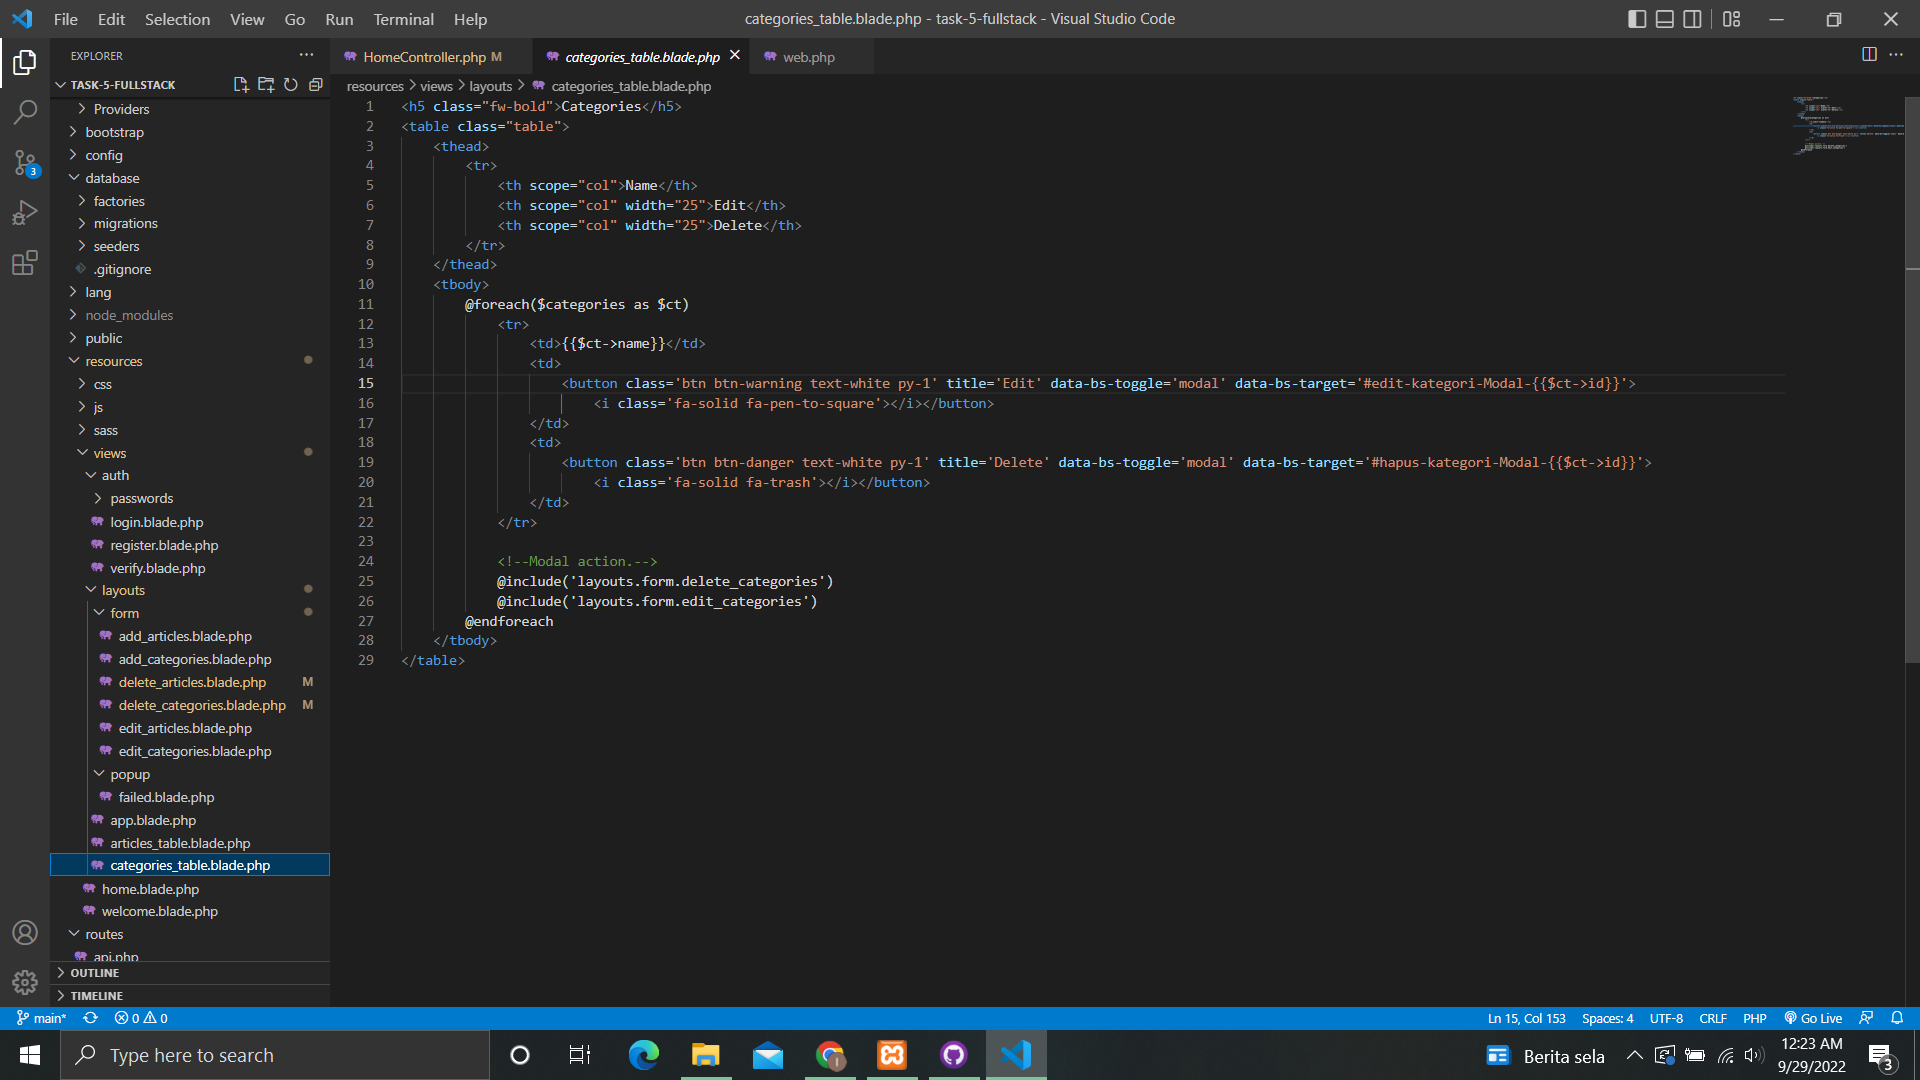 File Edit Selection View Go Run Terminal Help
categories_table.blade.php - task-5-fullstack - Visual Studio Code
EXPLORER
TASK-5-FULLSTACK
Providers
bootstrap
config
database
factories
migrations
seeders
.gitignore
lang
node_modules
public
resources
css
js
sass
views
auth
passwords
login.blade.php
register.blade.php
verify.blade.php
layouts
form
add_articles.blade.php
add_categories.blade.php
delete_articles.blade.php M
delete_categories.blade.php M
edit_articles.blade.php
edit_categories.blade.php
popup
failed.blade.php
app.blade.php
articles_table.blade.php
categories_table.blade.php
home.blade.php
welcome.blade.php
routes
api.php
OUTLINE
TIMELINE
3
HomeController.php M
categories_table.blade.php
web.php
resources > views > layouts > categories_table.blade.php
1 <h5 class="fw-bold">Categories</h5>
2 <table class="table">
3 <thead>
4 <tr>
5 <th scope="col">Name</th>
6 <th scope="col" width="25">Edit</th>
7 <th scope="col" width="25">Delete</th>
8 </tr>
9 </thead>
10 <tbody>
11 @foreach($categories as $ct)
12 <tr>
13 <td>{{$ct->name}}</td>
14 <td>
15 <button class='btn btn-warning text-white py-1' title='Edit' data-bs-toggle='modal' data-bs-target='#edit-kategori-Modal-{{$ct->id}}'>
16 <i class='fa-solid fa-pen-to-square'></i></button>
17 </td>
18 <td>
19 <button class='btn btn-danger text-white py-1' title='Delete' data-bs-toggle='modal' data-bs-target='#hapus-kategori-Modal-{{$ct->id}}'>
20 <i class='fa-solid fa-trash'></i></button>
21 </td>
22 </tr>
23
24 <!--Modal action.-->
25 @include('layouts.form.delete_categories')
26 @include('layouts.form.edit_categories')
27 @endforeach
28 </tbody>
29 </table>
main* 0 0
Ln 15, Col 153 Spaces: 4 UTF-8 CRLF PHP Go Live
Type here to search
Berita sela
12:23 AM
9/29/2022
3